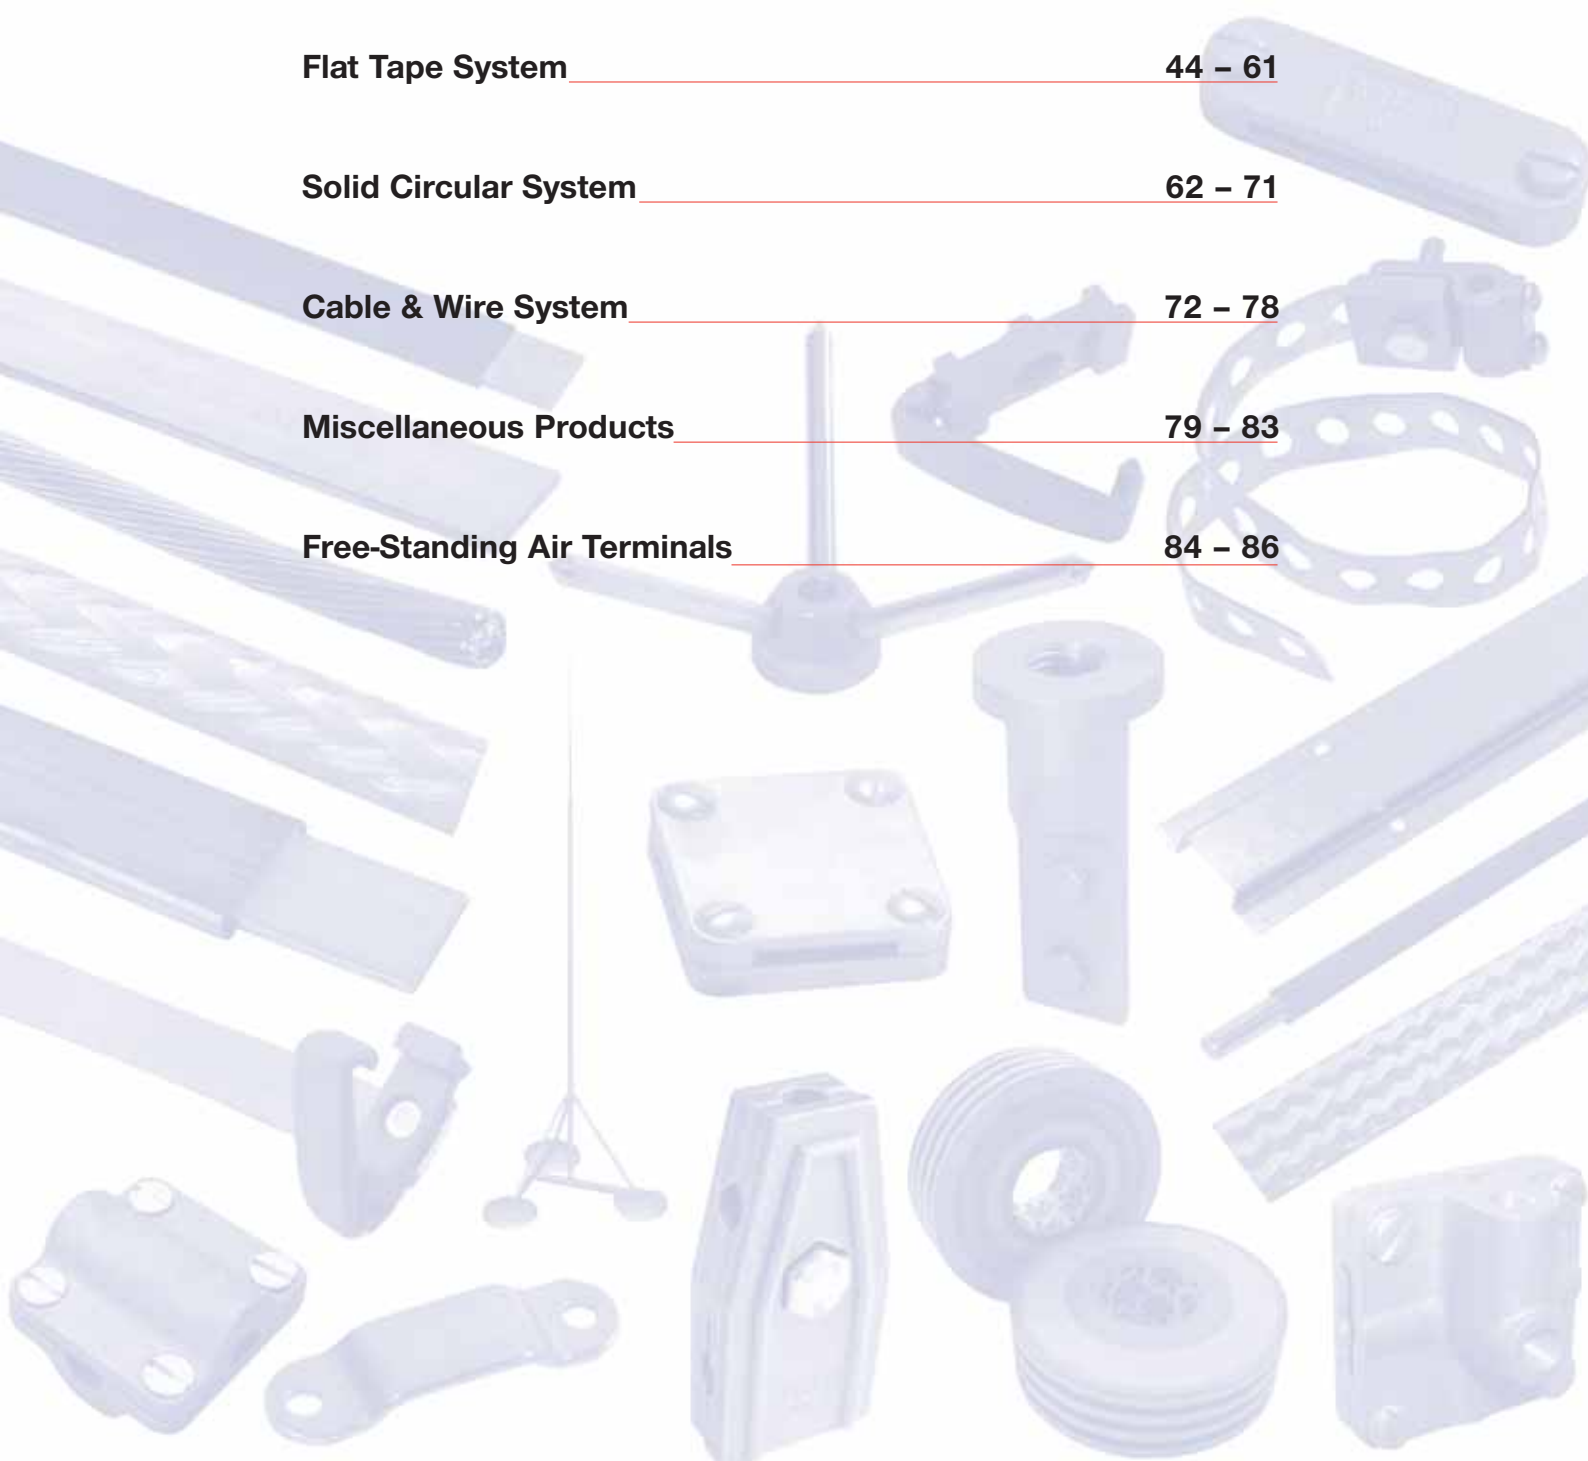 Flat Tape System 44 – 61
Solid Circular System 62 – 71
Cable & Wire System 72 – 78
Miscellaneous Products 79 – 83
Free-Standing Air Terminals 84 – 86